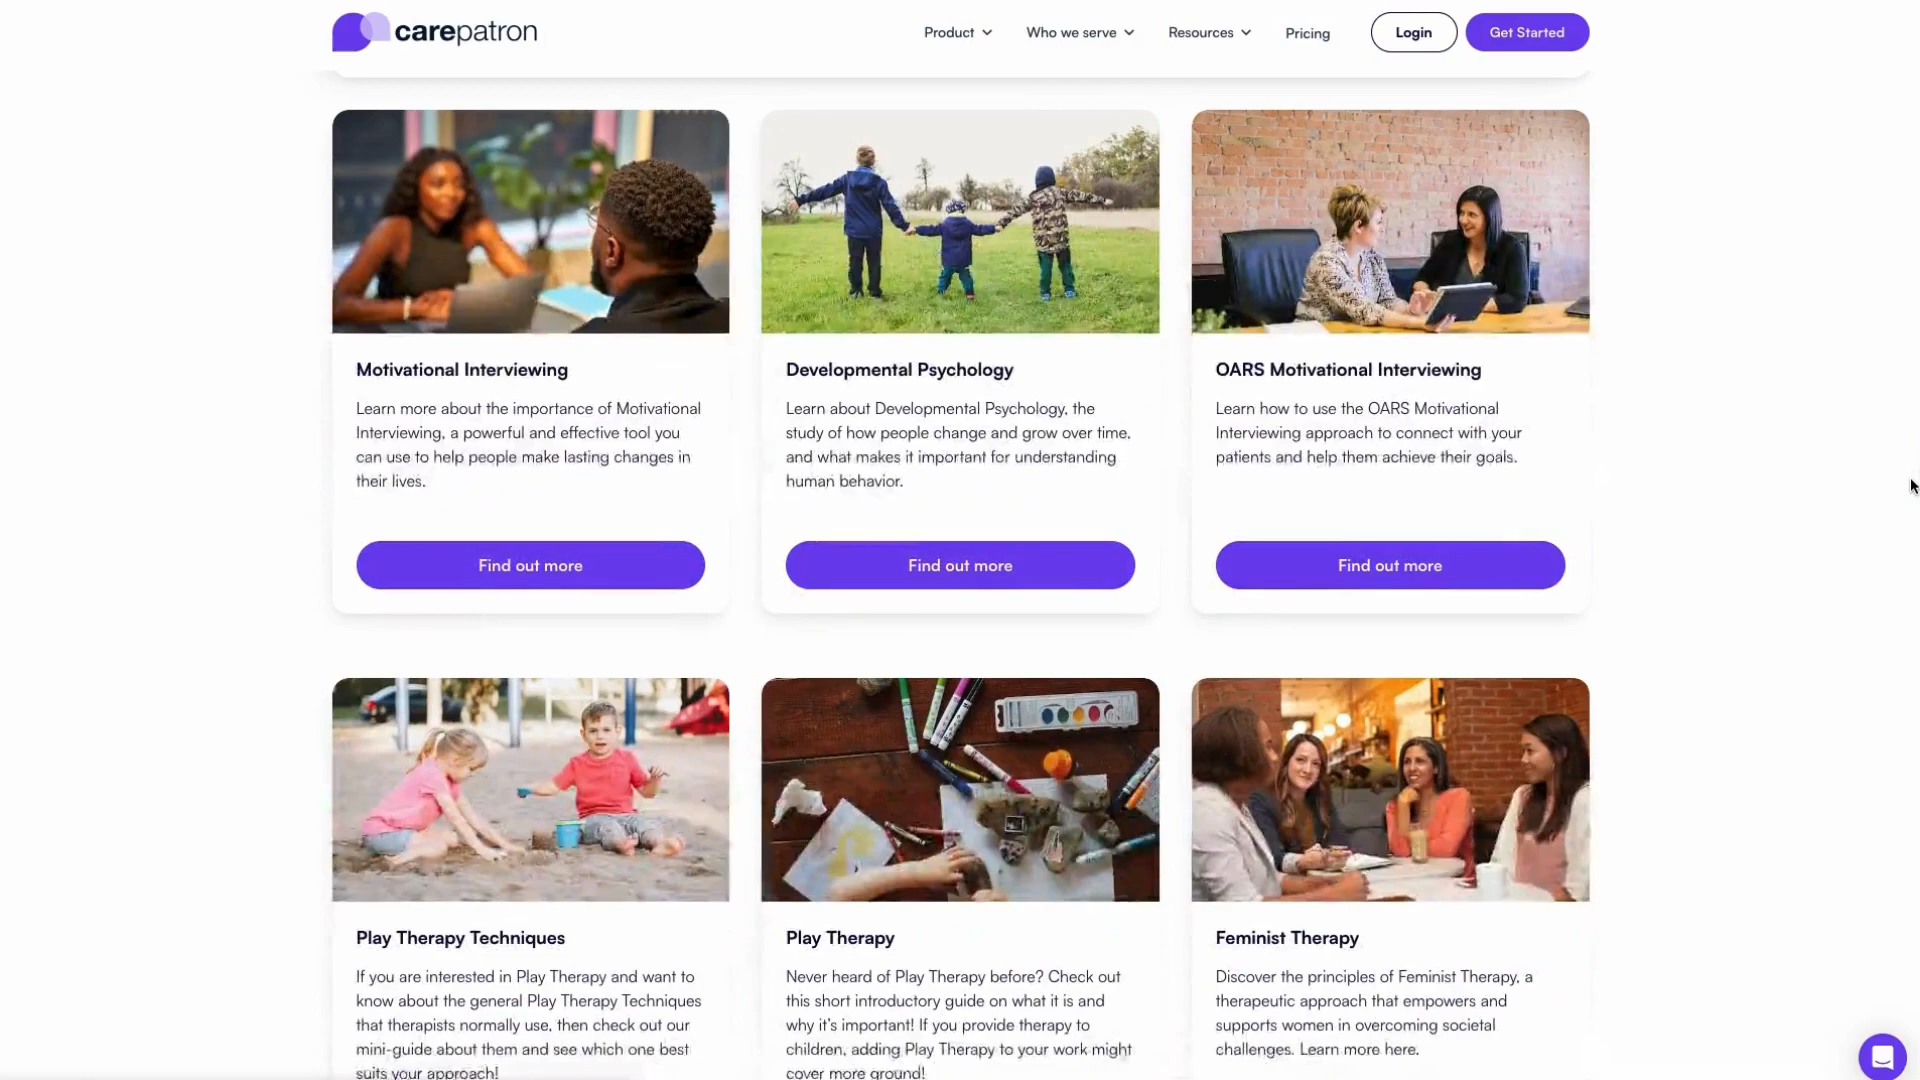 carepatron
Product
Who we serve
Resources
Pricing
Login
Get Started
Motivational Interviewing
Learn more about the importance of Motivational
Interviewing, a powerful and effective tool you
can use to help people make lasting changes in
their lives.
Find out more
Developmental Psychology
Learn about Developmental Psychology, the
study of how people change and grow over time,
and what makes it important for understanding
human behavior.
Find out more
OARS Motivational Interviewing
Learn how to use the OARS Motivational
Interviewing approach to connect with your
patients and help them achieve their goals.
Find out more
Play Therapy Techniques
If you are interested in Play Therapy and want to
know about the general Play Therapy Techniques
that therapists normally use, then check out our
mini-guide about them and see which one best
suits your approach!
Play Therapy
Never heard of Play Therapy before? Check out
this short introductory guide on what it is and
why it's important! If you provide therapy to
children, adding Play Therapy to your work might
cover more ground!
Feminist Therapy
Discover the principles of Feminist Therapy, a
therapeutic approach that empowers and
supports women in overcoming societal
challenges. Learn more here.